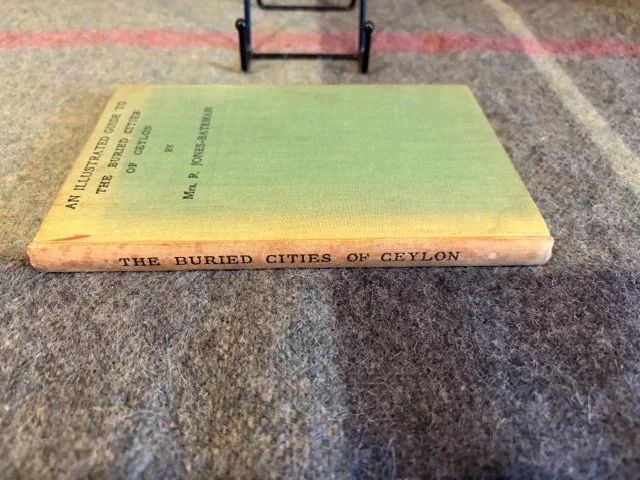 AN ILLUSTRATED GUIDE TO
THE BURIED CITIES
OF CEYLON
BY
Mrs. R. JONES-BATEMAN
THE BURIED CITIES OF CEYLON